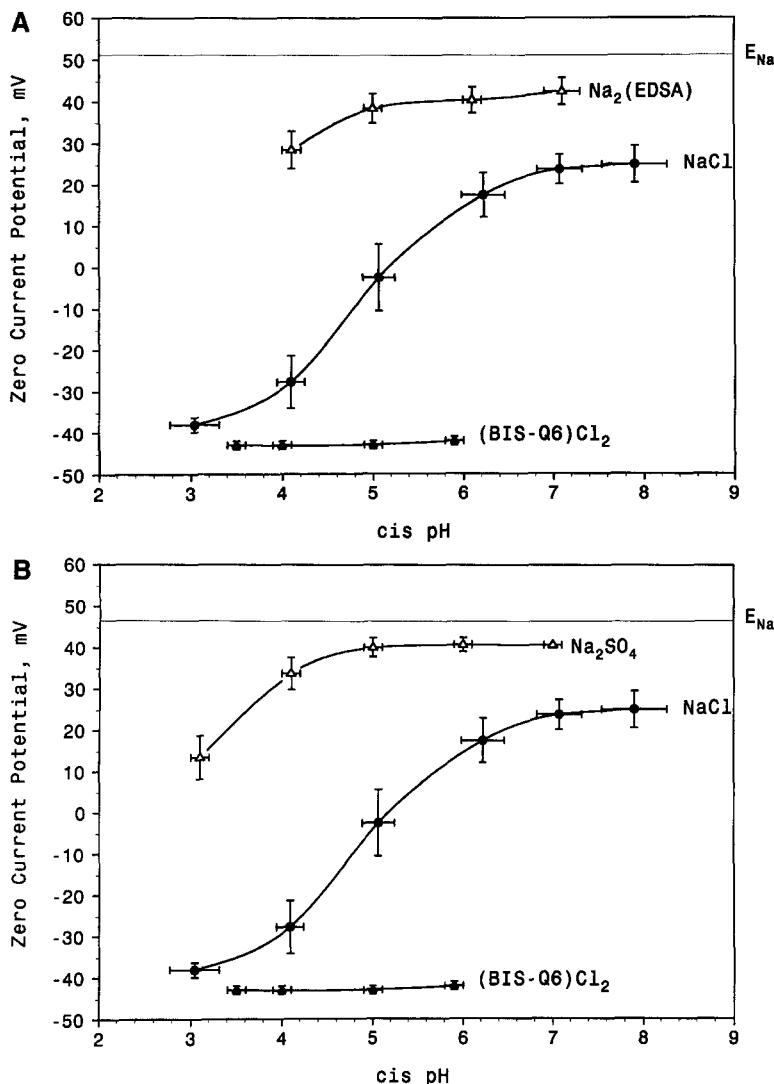 A
Zero Current Potential, mV
60
50
40
30
20
10
0
-10
-20
-30
-40
-50
E_Na
Na₂(EDSA)
NaCl
(BIS-Q6)Cl₂
2 3 4 5 6 7 8 9
cis pH
B
Zero Current Potential, mV
60
50
40
30
20
10
0
-10
-20
-30
-40
-50
E_Na
Na₂SO₄
NaCl
(BIS-Q6)Cl₂
2 3 4 5 6 7 8 9
cis pH